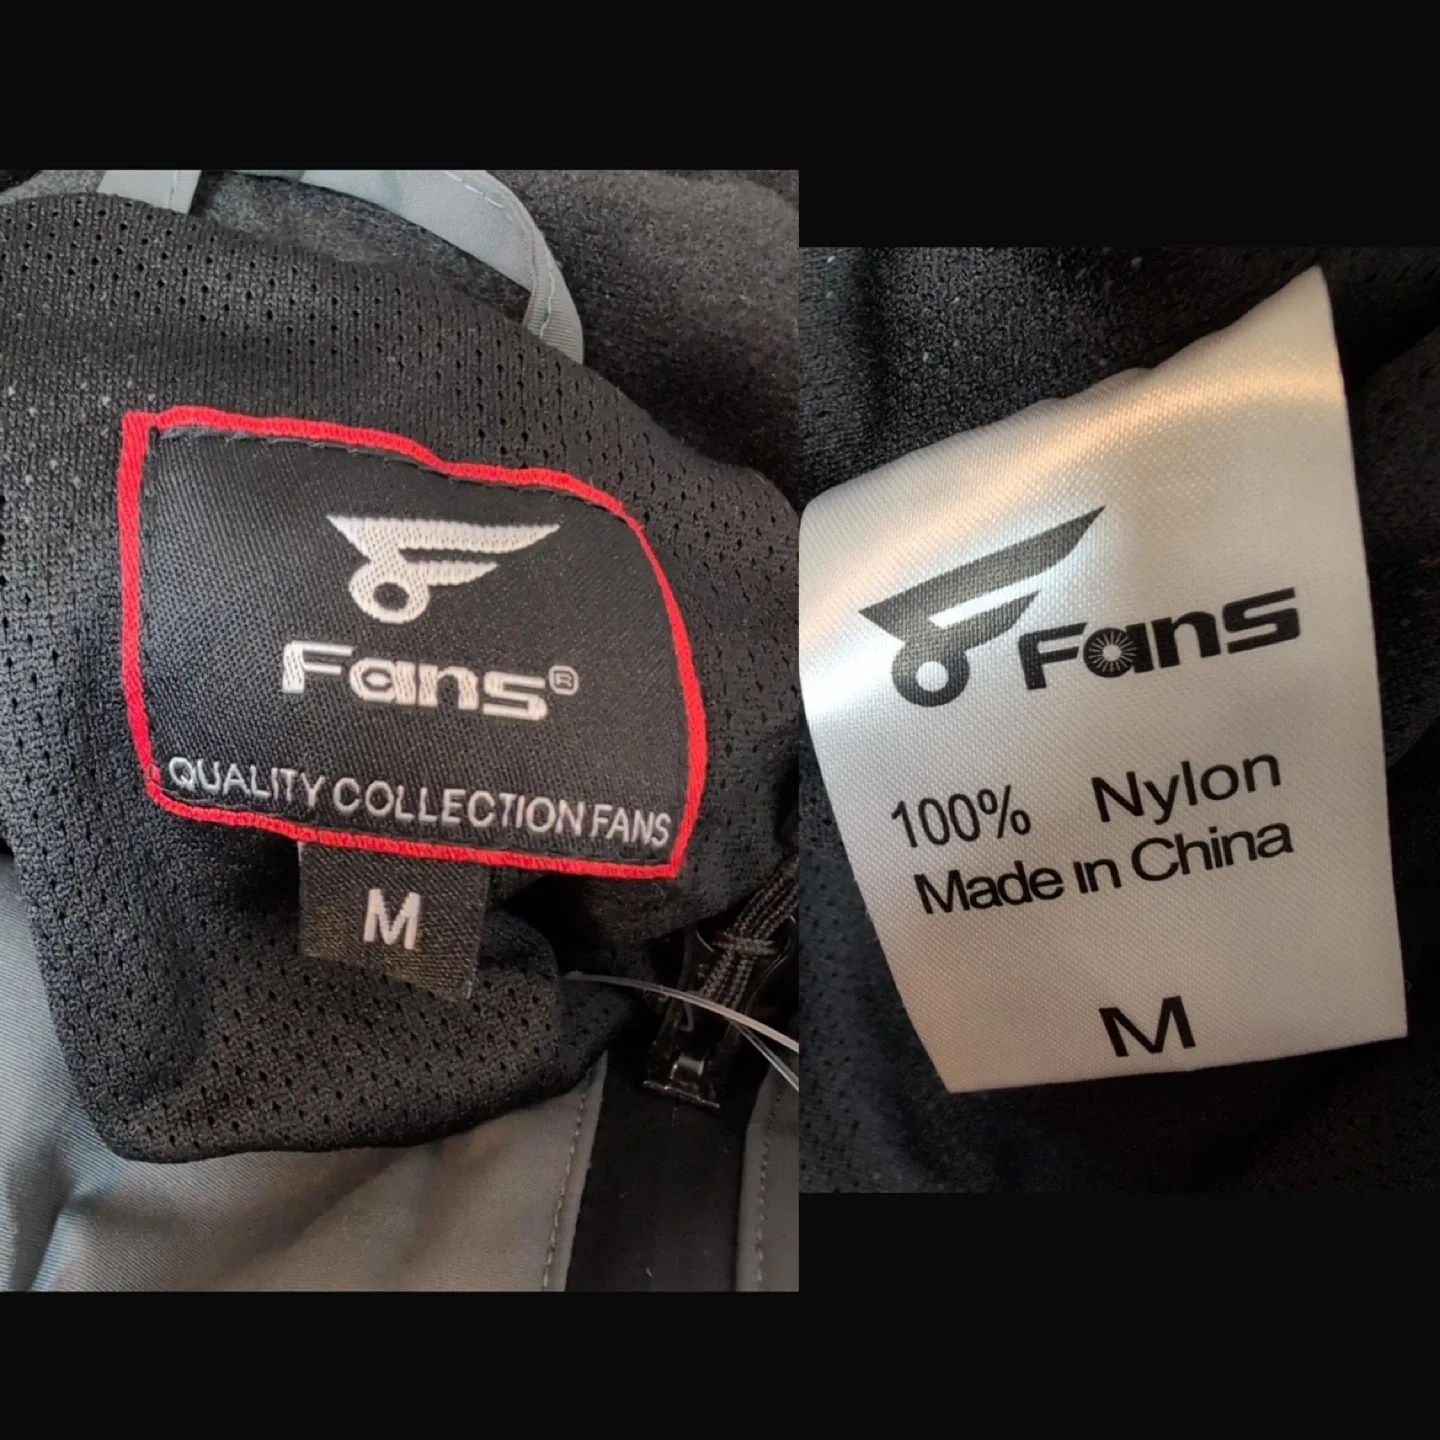 Fans®
QUALITY COLLECTION FANS
M
Fans
100% Nylon
Made in China
M